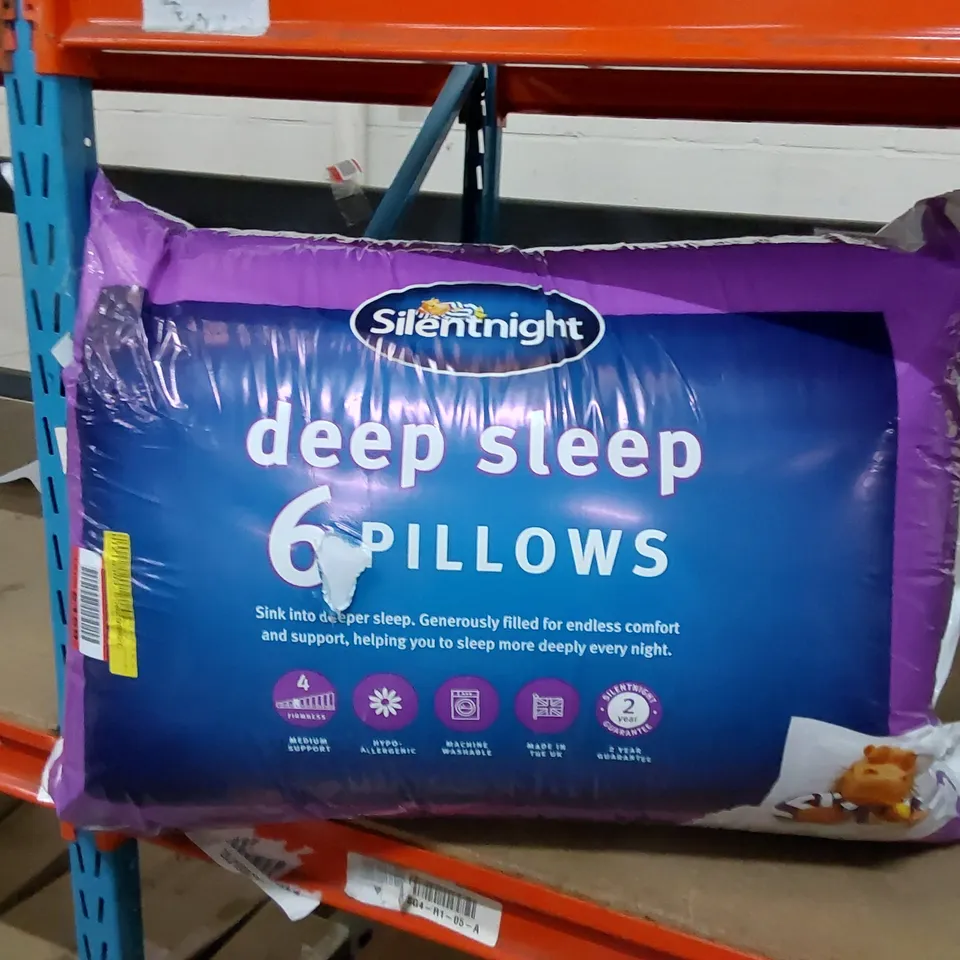 Silentnight
deep sleep
6 PILLOWS
Sink into deeper sleep. Generously filled for endless comfort
and support, helping you to sleep more deeply every night.
4
FIRMNESS
MEDIUM
SUPPORT
HYPO-
ALLERGENIC
MACHINE
WASHABLE
MADE IN
THE UK
SILENTNIGHT
2
year
GUARANTEE
2 YEAR
GUARANTEE